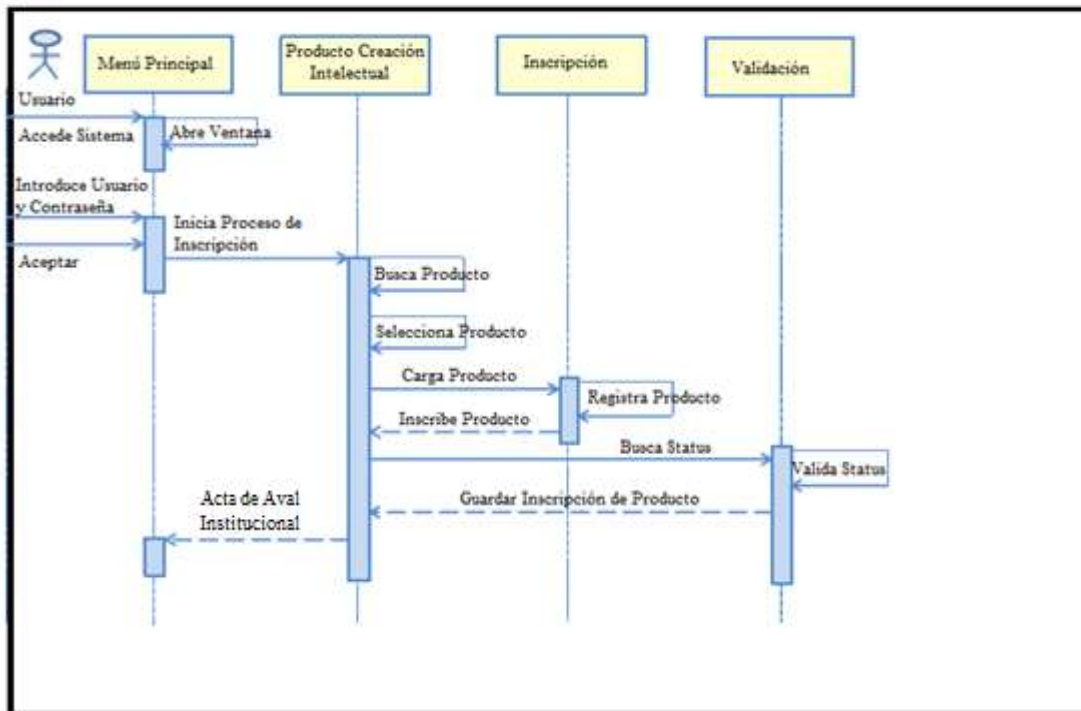 Menú Principal
Producto Creación
Intelectual
Inscripción
Validación
Usuario
Accede Sistema
Abre Ventana
Introduce Usuario
y Contraseña
Aceptar
Inicia Proceso de
Inscripción
Busca Producto
Selecciona Producto
Carga Producto
Registra Producto
Inscribe Producto
Busca Status
Valida Status
Guardar Inscripción de Producto
Acta de Aval
Institucional